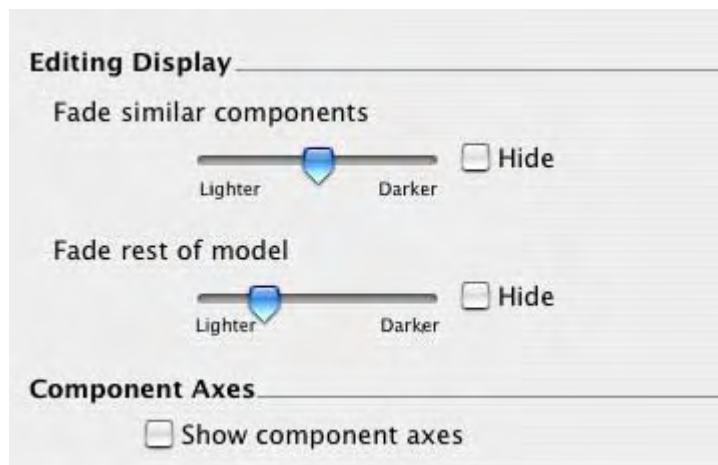 Editing Display
Fade similar components
Hide
Lighter Darker
Fade rest of model
Hide
Lighter Darker
Component Axes
Show component axes